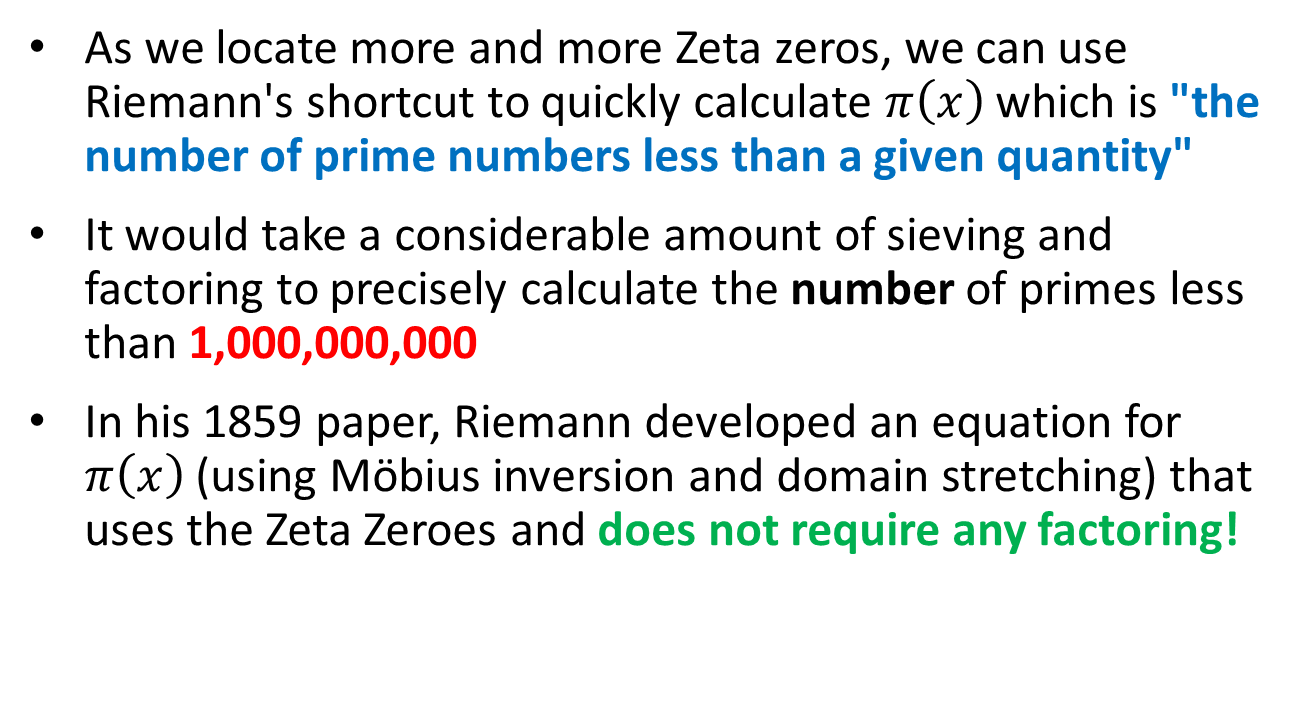 • As we locate more and more Zeta zeros, we can use
Riemann's shortcut to quickly calculate 𝜋(𝑥) which is "the
number of prime numbers less than a given quantity"
• It would take a considerable amount of sieving and
factoring to precisely calculate the number of primes less
than 1,000,000,000
• In his 1859 paper, Riemann developed an equation for
𝜋(𝑥) (using Möbius inversion and domain stretching) that
uses the Zeta Zeroes and does not require any factoring!